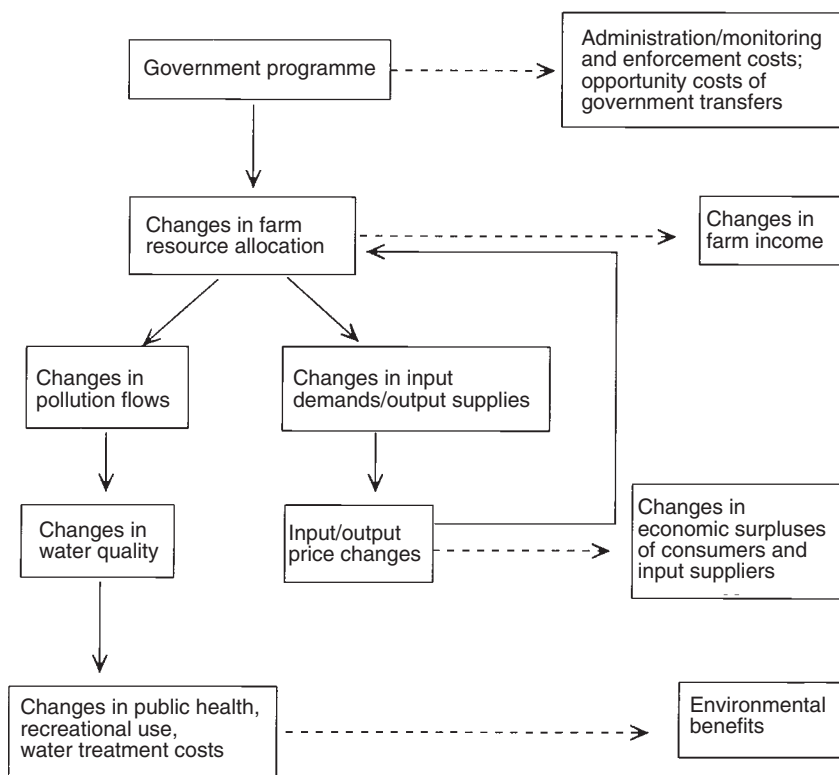 Government programme
Administration/monitoring
and enforcement costs;
opportunity costs of
government transfers
Changes in farm
resource allocation
Changes in
farm income
Changes in
pollution flows
Changes in input
demands/output supplies
Changes in
water quality
Input/output
price changes
Changes in
economic surpluses
of consumers and
input suppliers
Changes in public health,
recreational use,
water treatment costs
Environmental
benefits